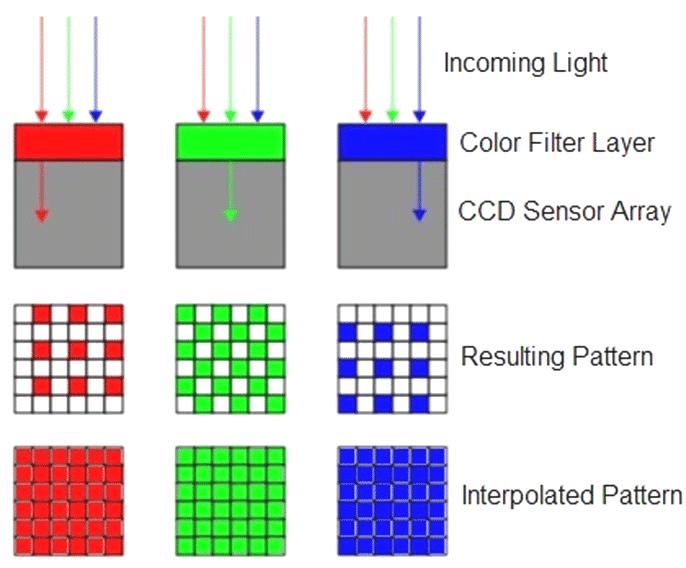 Incoming Light
Color Filter Layer
CCD Sensor Array
Resulting Pattern
Interpolated Pattern